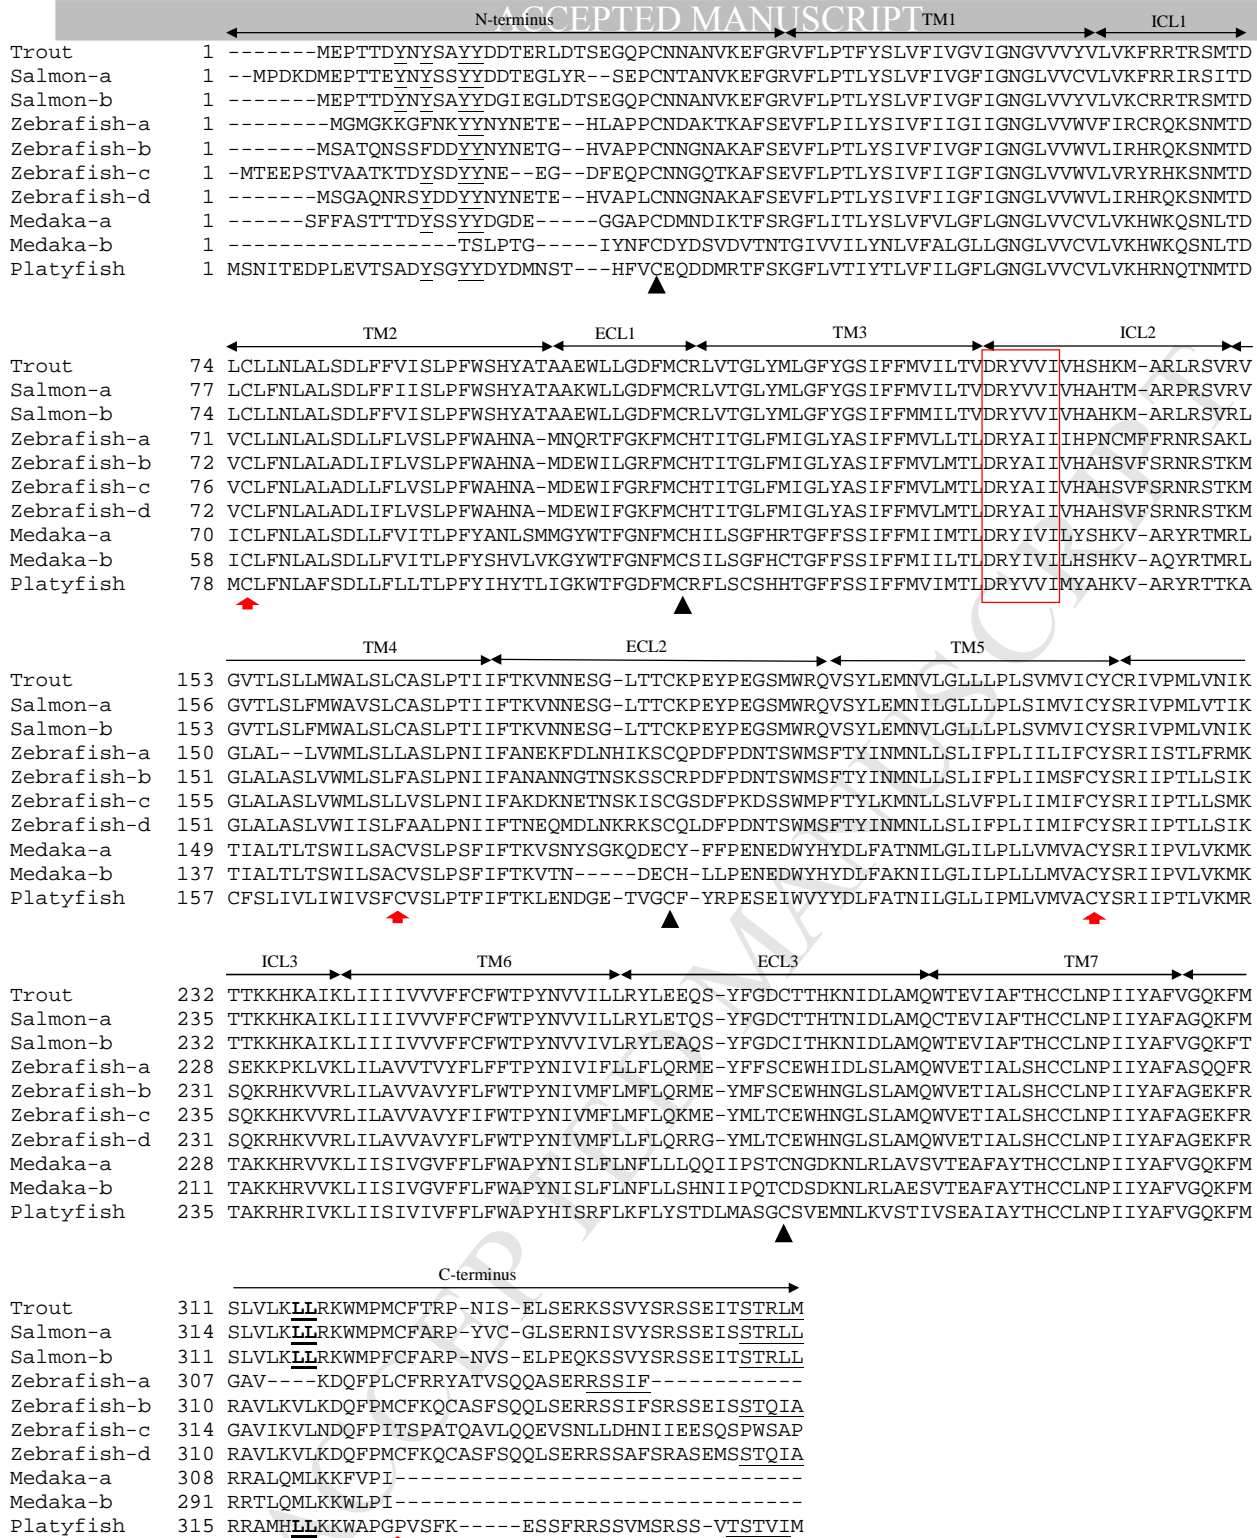 ACCEPTED MANUSCRIPT
N-terminus TM1 ICL1
Trout 1 -------MEPTTDYNYSAYYDDTERLDTSEGQPCNNANVKEFGRVFLPTFYSLVFIVGVIGNGVVVYVLVKFRRTRSMTD
Salmon-a 1 --MPDKDMEPTTEYNYSSYYDDTEGLYR--SEPCNTANVKEFGRVFLPTLYSLVFIVGFIGNGLVVCVLVKFRRIRSITD
Salmon-b 1 -------MEPTTDYNYSAYYDGIEGLDTSEGQPCNNANVKEFGRVFLPTLYSLVFIVGFIGNGLVVYVLVKCRRTRSMTD
Zebrafish-a 1 --------MGMGKKGFNKYYNYNETE--HLAPPCNDAKTKAFSEVFLPILYSIVFIIGIIGNGLVVWVFIRCRQKSNMTD
Zebrafish-b 1 --------MSATQNSSFDDYYNYNETG--HVAPPCNNGNAKAFSEVFLPTLYSIVFIVGFIGNGLVVWVLIRHRQKSNMTD
Zebrafish-c 1 -MTEEPSTVAATKTDYSDYYNE--EG--DFEQPCNNGQTKAFSEVFLPTLYSIVFIIGFIGNGLVVWVLVRYRHKSNMTD
Zebrafish-d 1 --------MSGAQNRSYDDYYNYNETE--HVAPLCNNGNAKAFSEVFLPTLYSIVFIIGFIGNGLVVWVLIRHRQKSNMTD
Medaka-a 1 ------SFFASTTTDYSSYYDGDE-----GGAPCDMNDIKTFSRGFLITLYSLVFVLGFLGNGLVVCVLVKHWKQSNLTD
Medaka-b 1 ------------------TSLPTG-----IYNFCDYDSVDVTNTGIVVILYNLVFALGLLGNGLVVCVLVKHWKQSNLTD
Platyfish 1 MSNITEDPLEVTSADYSGYYDYDMNST---HFVCEQDDMRTFSKGFLVTIYTLVFILGFLGNGLVVCVLVKHRNQTNMTD
TM2 ECL1 TM3 ICL2
Trout 74 LCLLNLALSDLFFVISLPFWSHYATAAEWLLGDFMCRLVTGLYMLGFYGSIFFMVILTVDRYVVIVHSHKM-ARLRSVRV
Salmon-a 77 LCLFNLALSDLFFIISLPFWSHYATAAKWLLGDFMCRLVTGLYMLGFYGSIFFMVILTVDRYVVIVHAHTM-ARPRSVRV
Salmon-b 74 LCLLNLALSDLFFVISLPFWSHYATAAEWLLGDFMCRLVTGLYMLGFYGSIFFMMILTVDRYVVIVHAHKM-ARLRSVRL
Zebrafish-a 71 VCLLNLALSDLLFLVSLPFWAHNA-MNQRTFGKFMCHTITGLFMIGLYASIFFMVLLTLDRYAIIIHPNCMFFRNRSAKL
Zebrafish-b 72 VCLFNLALADLIFLVSLPFWAHNA-MDEWILGRFMCHTITGLFMIGLYASIFFMVLMTLDRYAIIVHAHSVFSRNRSTKM
Zebrafish-c 76 VCLFNLALADLLFLVSLPFWAHNA-MDEWIFGRFMCHTITGLFMIGLYASIFFMVLMTLDRYAIIVHAHSVFSRNRSTKM
Zebrafish-d 72 VCLFNLALADLIFLVSLPFWAHNA-MDEWIFGKFMCHTITGLFMIGLYASIFFMVLMTLDRYAIIVHAHSVFSRNRSTKM
Medaka-a 70 ICLFNLALSDLLFVITLPFYANLSMMGYWTFGNFMCHILSGFHRTGFFSSIFFMIIMTLDRYIVILYSHKV-ARYRTMRL
Medaka-b 58 ICLFNLALSDLLFVITLPFYSHVLVKGYWTFGNFMCSILSGFHCTGFFSSIFFMIILTLDRYIVILHSHKV-AQYRTMRL
Platyfish 78 MCLFNLAFSDLLFLLTLPFYIHYTLIGKWTFGDFMCRFLSCSHHTGFFSSIFFMVIMTLDRYVVIMYAHKV-ARYRTTKA
TM4 ECL2 TM5
Trout 153 GVTLSLLMWALSLCASLPTIIFTKVNNESG-LTTCKPEYPEGSMWRQVSYLEMNVLGLLLPLSVMVICYCRIVPMLVNIK
Salmon-a 156 GVTLSLFMWAVSLCASLPTIIFTKVNNESG-LTTCKPEYPEGSMWRQVSYLEMNILGLLLPLSIMVICYSRIVPMLVTIK
Salmon-b 153 GVTLSLFMWALSLCASLPTIIFTKVNNESG-LTTCKPEYPEGSMWRQVSYLEMNVLGLLLPLSVMVICYSRIVPMLVNIK
Zebrafish-a 150 GLAL--LVWMLSLLASLPNIIFANEKFDLNHIKSCQPDFPDNTSWMSFTYINMNLLSLIFPLIILIFCYSRIISTLFRMK
Zebrafish-b 151 GLALASLVWMLSLFASLPNIIFANANNGTNSKSSCRPDFPDNTSWMSFTYINMNLLSLIFPLIIMSFCYSRIIPTLLSIK
Zebrafish-c 155 GLALASLVWMLSLLVSLPNIIFAKDKNETNSKISCGSDFPKDSSWMPFTYLKMNLLSLVFPLIIMIFCYSRIIPTLLSMK
Zebrafish-d 151 GLALASLVWIISLFAALPNIIFTNEQMDLNKRKSCQLDFPDNTSWMSFTYINMNLLSLIFPLIIMIFCYSRIIPTLLSIK
Medaka-a 149 TIALTLTSWILSACVSLPSFIFTKVSNYSGKQDECY-FFPENEDWYHYDLFATNMLGLILPLLVMVACYSRIIPVLVKMK
Medaka-b 137 TIALTLTSWILSACVSLPSFIFTKVTN-----DECH-LLPENEDWYHYDLFAKNILGLILPLLLMVACYSRIIPVLVKMK
Platyfish 157 CFSLIVLIWIVSFCVSLPTFIFTKLENDGE-TVGCF-YRPESEIWVYYDLFATNILGLLIPMLVMVACYSRIIPTLVKMR
ICL3 TM6 ECL3 TM7
Trout 232 TTKKHKAIKLIIIIVVVFFCFWTPYNVVILLRYLEEQS-YFGDCTTHKNIDLAMQWTEVIAFTHCCLNPIIYAFVGQKFM
Salmon-a 235 TTKKHKAIKLIIIIVVVFFCFWTPYNVVILLRYLETQS-YFGDCTTHTNIDLAMQCTEVIAFTHCCLNPIIYAFAGQKFM
Salmon-b 232 TTKKHKAIKLIIIIVVVFFCFWTPYNVVIVLRYLEAQS-YFGDCITHKNIDLAMQWTEVIAFTHCCLNPIIYAFVGQKFT
Zebrafish-a 228 SEKKPKLVKLILAVVTVYFLFFTPYNIVIFLLFLQRME-YFFSCEWHIDLSLAMQWVETIALSHCCLNPIIYAFASQQFR
Zebrafish-b 231 SQKRHKVVRLILAVVAVYFLFWTPYNIVMFLMFLQRME-YMFSCEWHNGLSLAMQWVETIALSHCCLNPIIYAFAGEKFR
Zebrafish-c 235 SQKKHKVVRLILAVVAVYFIFWTPYNIVMFLMFLQKME-YMLTCEWHNGLSLAMQWVETIALSHCCLNPIIYAFAGEKFR
Zebrafish-d 231 SQKRHKVVRLILAVVAVYFLFWTPYNIVMFLLFLQRRG-YMLTCEWHNGLSLAMQWVETIALSHCCLNPIIYAFAGEKFR
Medaka-a 228 TAKKHRVVKLIISIVGVFFLFWAPYNISLFLNFLLLQQIIPSTCNGDKNLRLAVSVTEAFAYTHCCLNPIIYAFVGQKFM
Medaka-b 211 TAKKHRVVKLIISIVGVFFLFWAPYNISLFLNFLLSHNIIPQTCDSDKNLRLAESVTEAFAYTHCCLNPIIYAFVGQKFM
Platyfish 235 TAKRHRIVKLIISIVIVFFLFWAPYHISRFLKFLYSTDLMASGCSVEMNLKVSTIVSEAIAYTHCCLNPIIYAFVGQKFM
C-terminus
Trout 311 SLVLKLLRKWMPMCFTRP-NIS-ELSERKSSVYSRSSEITSTRLM
Salmon-a 314 SLVLKLLRKWMPMCFARP-YVC-GLSERNISVYSRSSEISSTRLL
Salmon-b 311 SLVLKLLRKWMPFCFARP-NVS-ELPEQKSSVYSRSSEITSTRLL
Zebrafish-a 307 GAV----KDQFPLCFRRYATVSQQASERRSSIF------------
Zebrafish-b 310 RAVLKVLKDQFPMCFKQCASFSQQLSERRSSIFSRSSEISSTQIA
Zebrafish-c 314 GAVIKVLNDQFPITSPATQAVLQQEVSNLLDHNIIEESQSPWSAP
Zebrafish-d 310 RAVLKVLKDQFPMCFKQCASFSQQLSERRSSAFSRASEMSSTQIA
Medaka-a 308 RRALQMLKKFVPI--------------------------------
Medaka-b 291 RRTLQMLKKWLPI--------------------------------
Platyfish 315 RRAMHLLKKWAPGPVSFK-----ESSFRRSSVMSRSS-VTSTVIM
ACCEPTED MANUSCRIPT